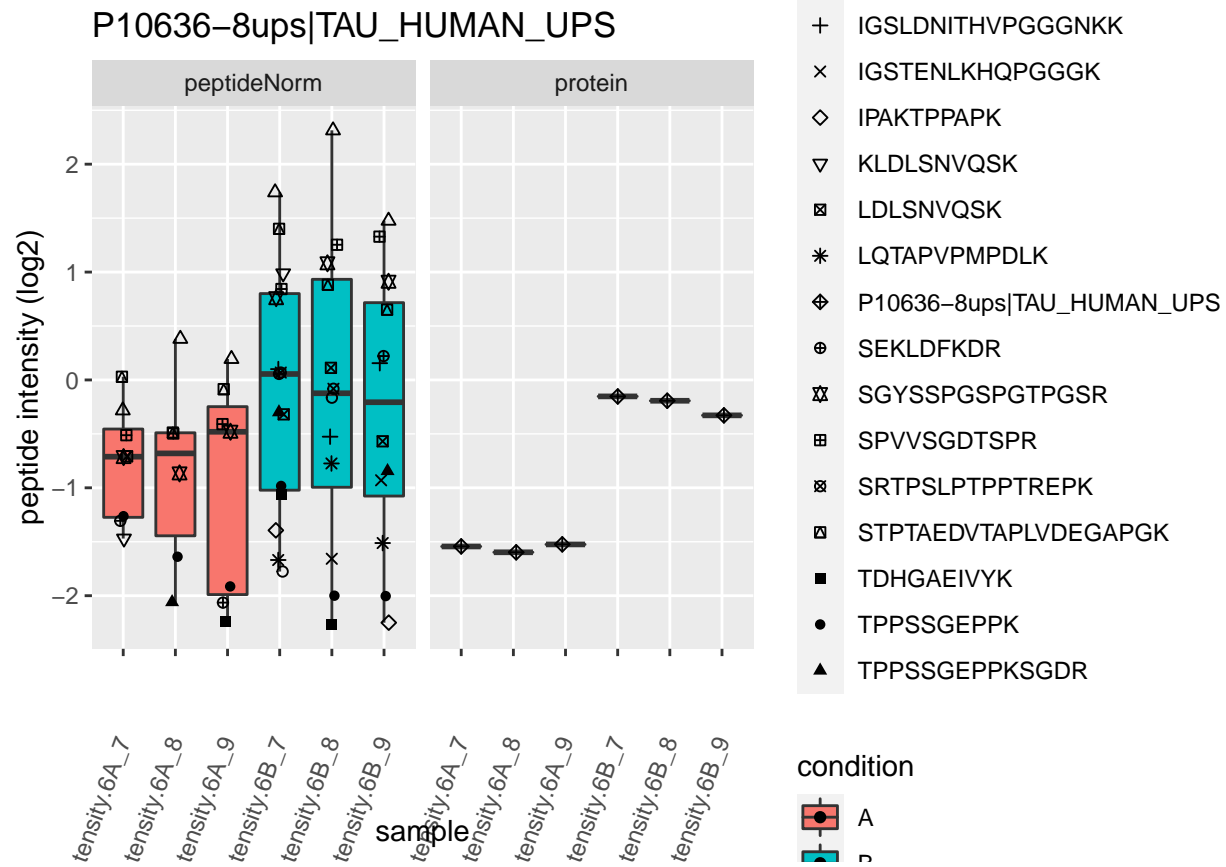 P10636−8ups|TAU_HUMAN_UPS
peptideNorm
protein
peptide intensity (log2)
2
1
0
−1
−2
tensity.6A_7
tensity.6A_8
tensity.6A_9
tensity.6B_7
tensity.6B_8
tensity.6B_9
tensity.6A_7
tensity.6A_8
tensity.6A_9
tensity.6B_7
tensity.6B_8
tensity.6B_9
sample
IGSLDNITHVPGGGNKK
IGSTENLKHQPGGGK
IPAKTPPAPK
KLDLSNVQSK
LDLSNVQSK
LQTAPVPMPDLK
P10636−8ups|TAU_HUMAN_UPS
SEKLDFKDR
SGYSSPGSPGTPGSR
SPVVSGDTSPR
SRTPSLPTPPTREPK
STPTAEDVTAPLVDEGAPGK
TDHGAEIVYK
TPPSSGEPPK
TPPSSGEPPKSGDR
condition
A
B